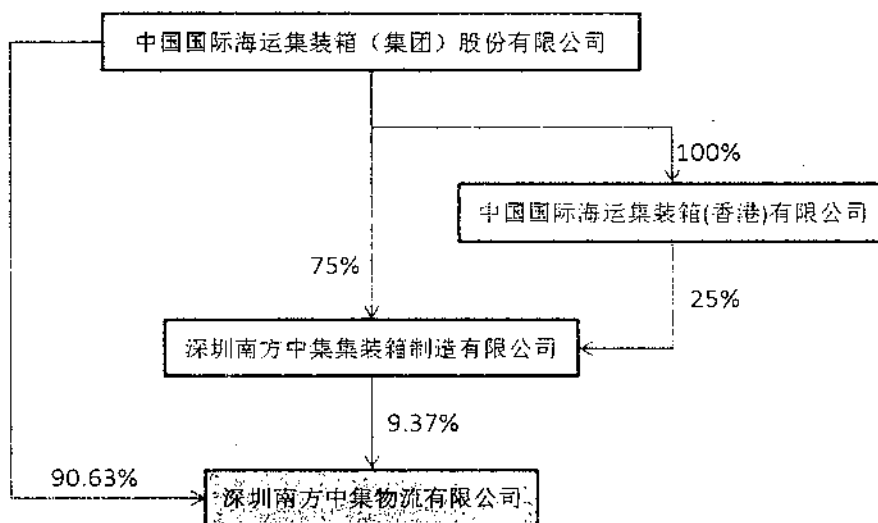 中国国际海运集装箱（集团）股份有限公司
100%
中国国际海运集装箱(香港)有限公司
75%
25%
深圳南方中集集装箱制造有限公司
9.37%
90.63%
深圳南方中集物流有限公司